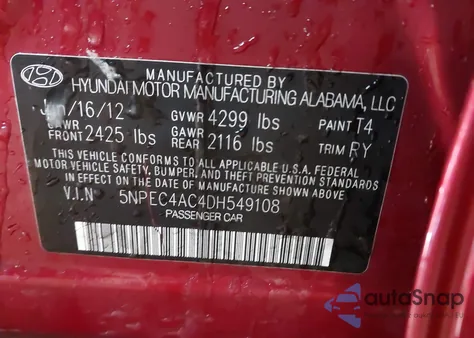 MANUFACTURED BY
HYUNDAI MOTOR MANUFACTURING ALABAMA, LLC
Jun/16/12 GVWR 4299 lbs PAINT T4
GAWR FRONT 2425 lbs GAWR REAR 2116 lbs TRIM RY
THIS VEHICLE CONFORMS TO ALL APPLICABLE U.S.A. FEDERAL
MOTOR VEHICLE SAFETY, BUMPER, AND THEFT PREVENTION STANDARDS
IN EFFECT ON THE DATE OF MANUFACTURE SHOWN ABOVE.
V.I.N 5NPEC4AC4DH549108
PASSENGER CAR
autoSnap